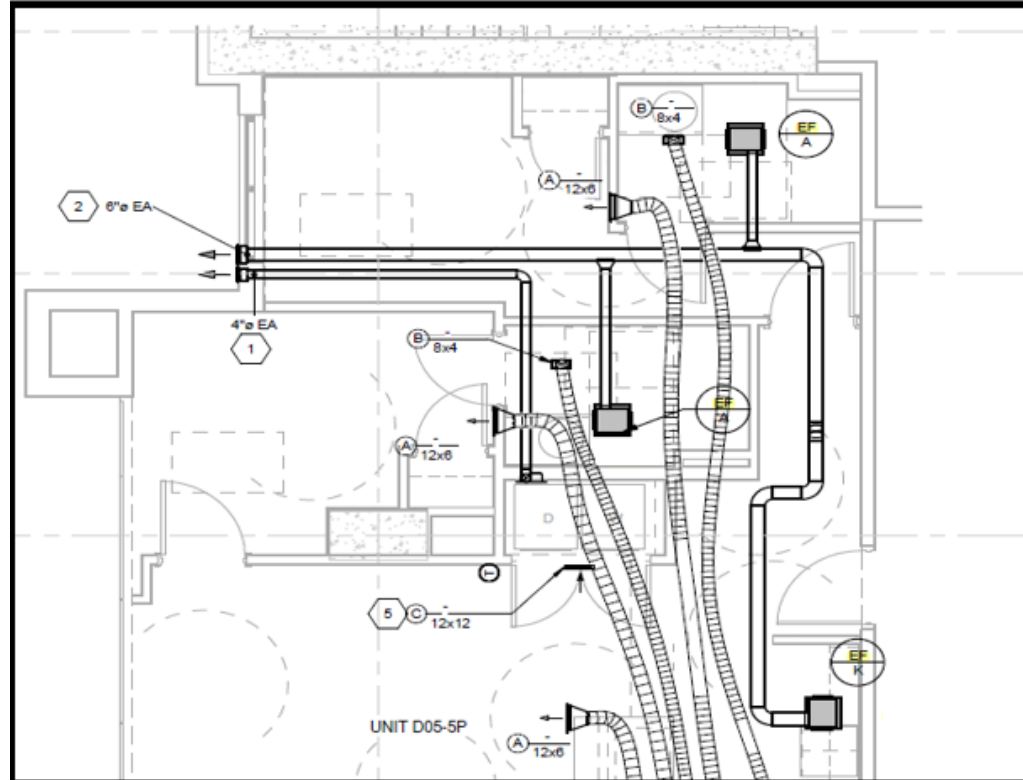 B
-
8x4
EF
A
A
-
12x6
2
6"ø EA
4"ø EA
1
B
-
8x4
EF
A
A
-
12x6
D
T
5
C
-
12x12
EF
K
UNIT D05-5P
A
-
12x6